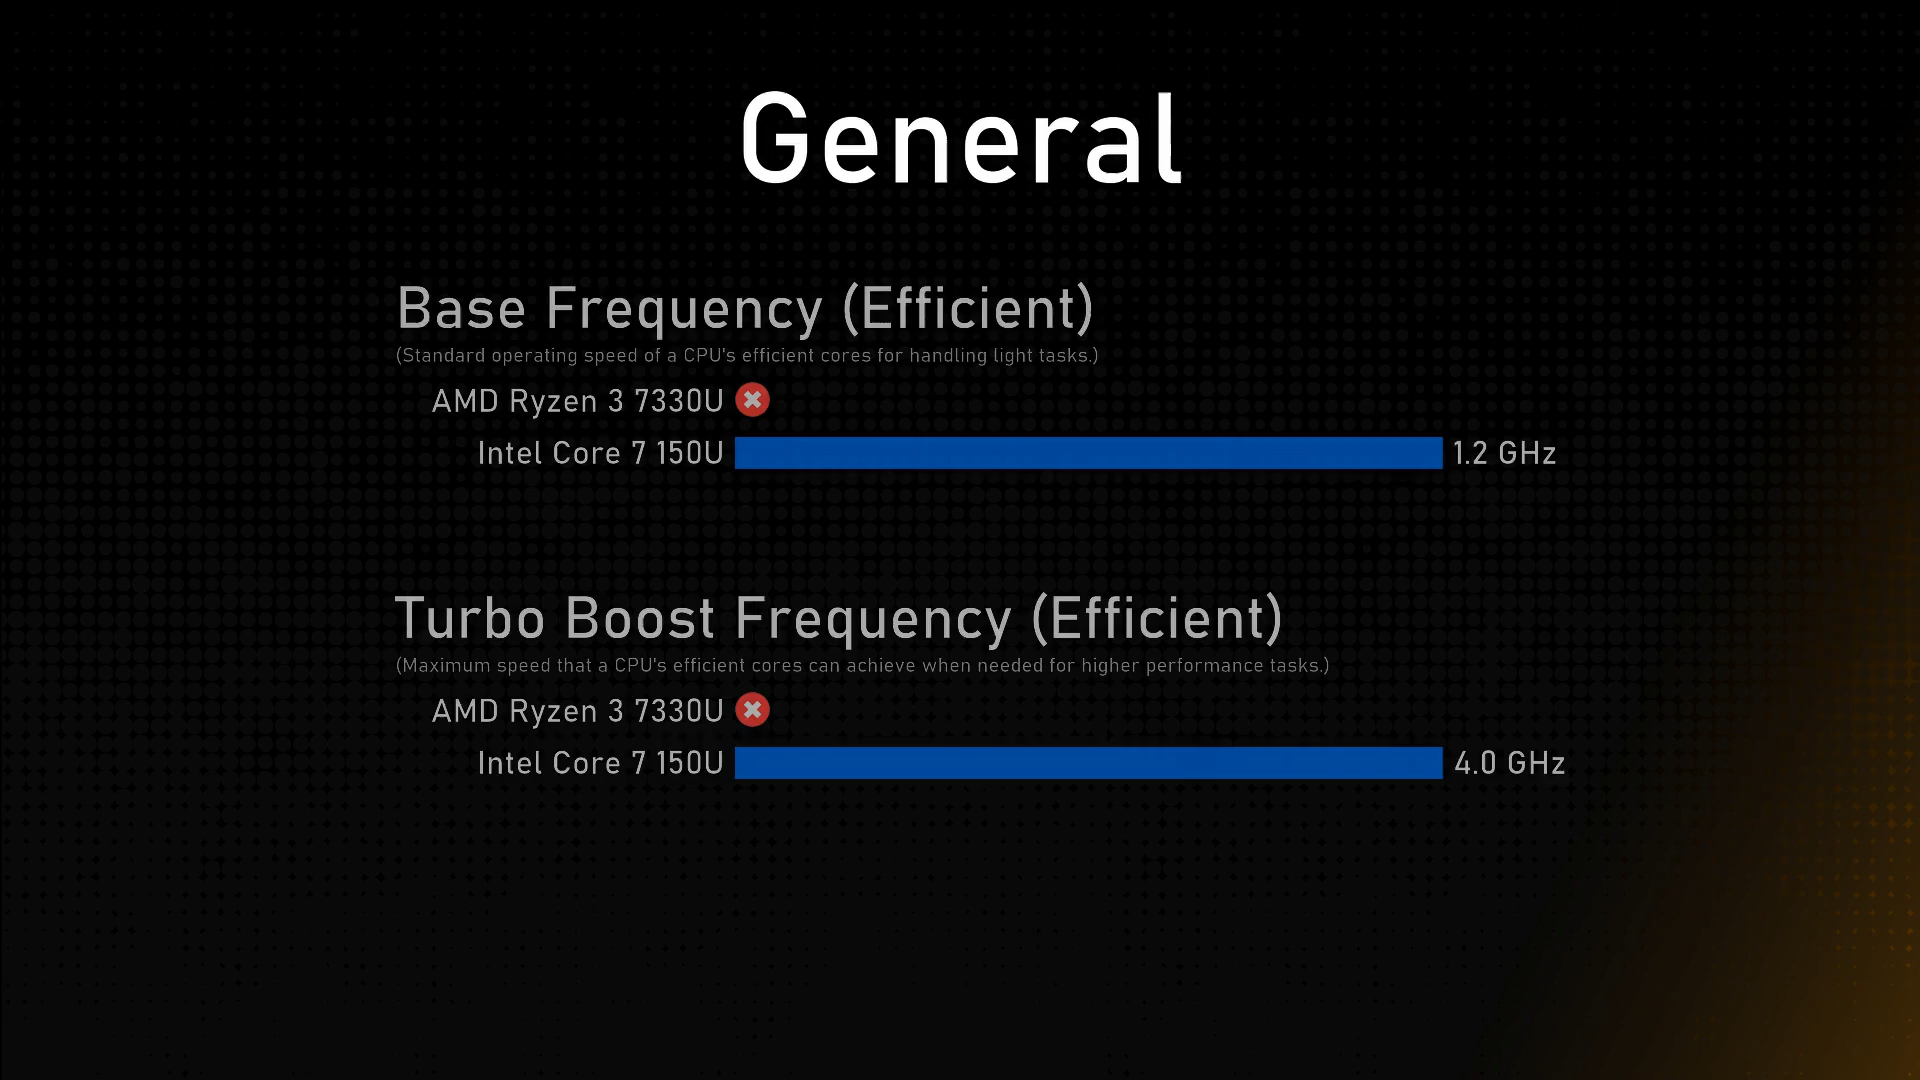 General
Base Frequency (Efficient)
(Standard operating speed of a CPU's efficient cores for handling light tasks.)
AMD Ryzen 3 7330U
Intel Core 7 150U 1.2 GHz
Turbo Boost Frequency (Efficient)
(Maximum speed that a CPU's efficient cores can achieve when needed for higher performance tasks.)
AMD Ryzen 3 7330U
Intel Core 7 150U 4.0 GHz